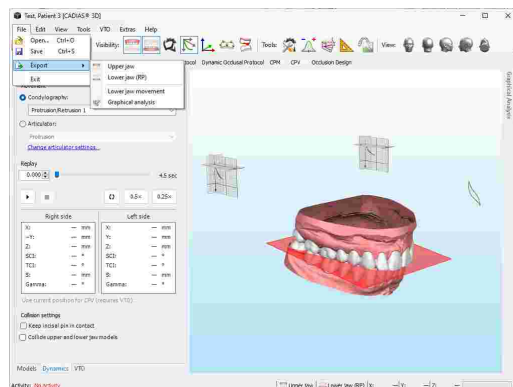 Test, Patient 3 [CADIAS® 3D]
File Edit View Tools VTO Extras Help
Open.. Ctrl+O
Save Ctrl+S
Export
Exit
Upper jaw
Lower jaw (RP)
Lower jaw movement
Graphical analysis
Visibility:
Tools:
View:
Dynamic Occlusal Protocol CPM CPV Occlusion Design
Condylography:
Protrusion/Retrusion 1
Articulator:
Protrusion
Change articulator settings...
Replay
0.000
4.6 sec
0.5× 0.25×
Right side Left side
X: — mm X: — mm
-Y: — mm Y: — mm
Z: — mm Z: — mm
SCI: — ° SCI: — °
TCI: — ° TCI: — °
S: — mm S: — mm
Gamma: — ° Gamma: — °
Use current position for CPV (requires VTO)
Collision settings
Keep incisal pin in contact
Collide upper and lower jaw models
Models Dynamics VTO
Graphical Analysis
Activity: No activity
Upper jaw Lower jaw (RP) X: — Y: — Z: —